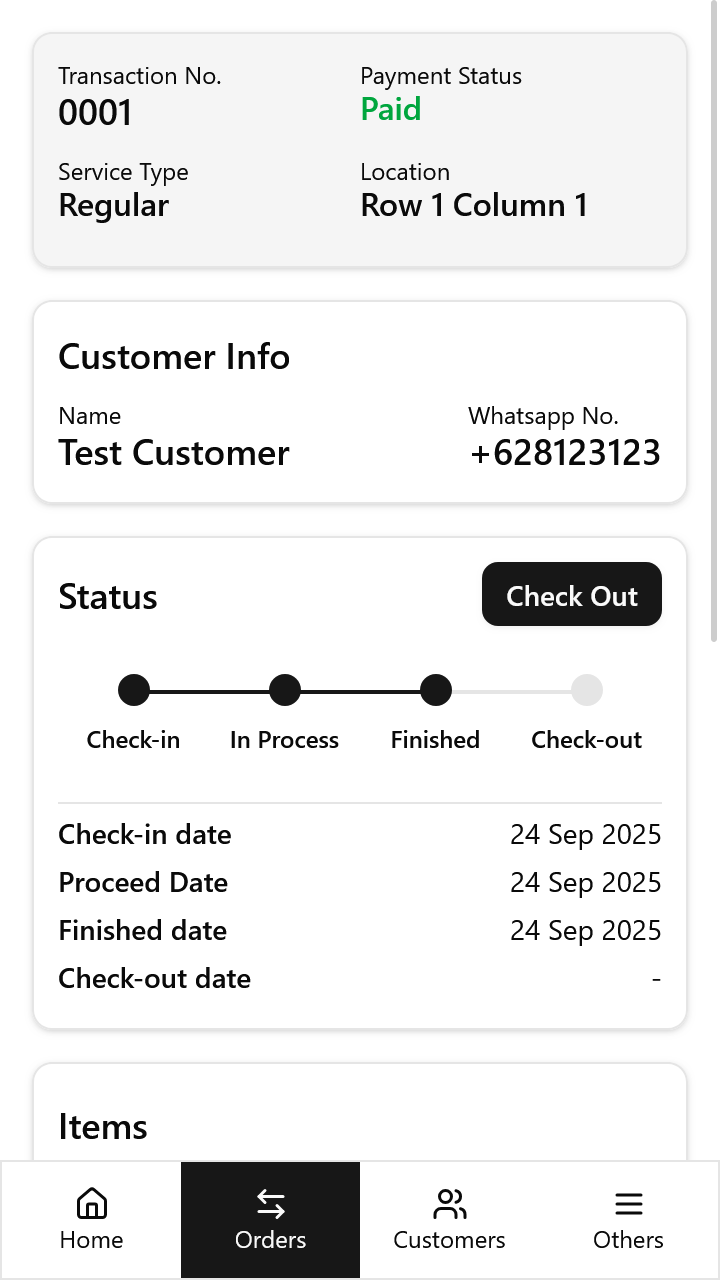 Transaction No.
0001
Payment Status
Paid
Service Type
Regular
Location
Row 1 Column 1
Customer Info
Name
Test Customer
Whatsapp No.
+628123123
Status
Check Out
Check-in
In Process
Finished
Check-out
Check-in date 24 Sep 2025
Proceed Date 24 Sep 2025
Finished date 24 Sep 2025
Check-out date -
Items
Home
Orders
Customers
Others